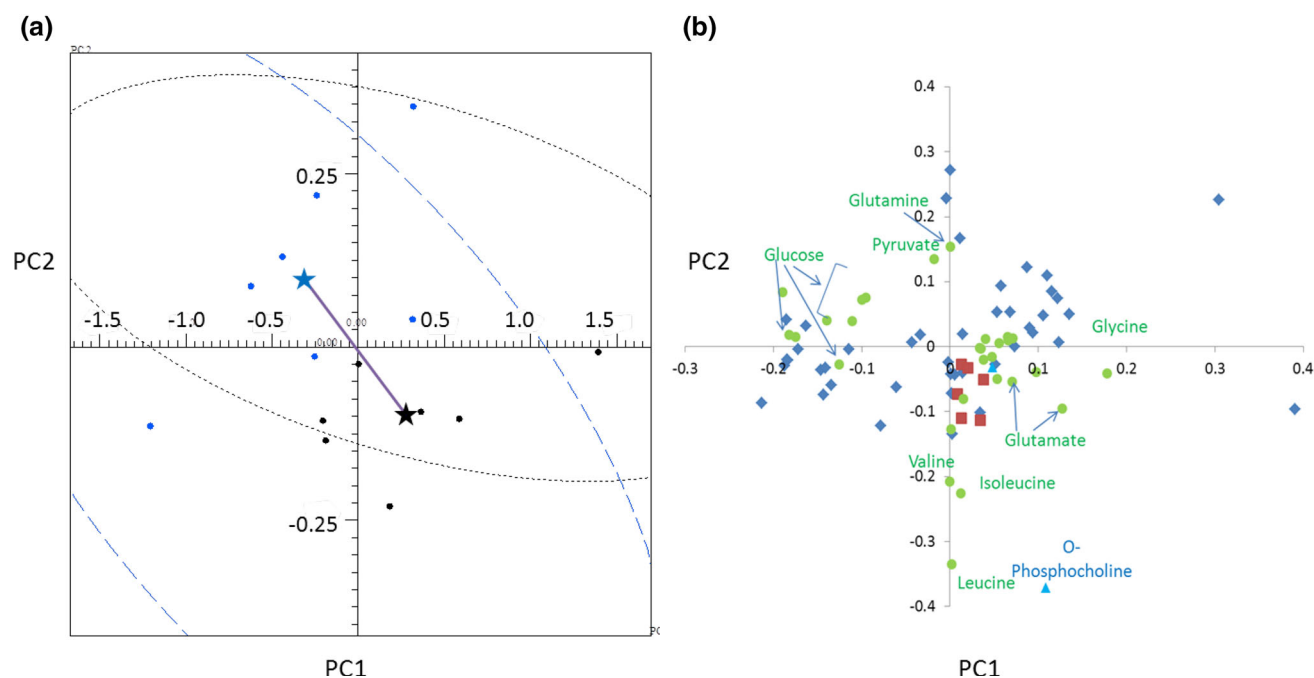 (a)
PC2
PC2
0.25
-1.5 -1.0 -0.5 0.00 0.5 1.0 1.5
0.00
-0.25
PC1
(b)
PC2
0.4
0.3
0.2
0.1
0
-0.1
-0.2
-0.3
-0.4
-0.3 -0.2 -0.1 0 0.1 0.2 0.3 0.4
Glutamine
Pyruvate
Glucose
Glycine
Glutamate
Valine
Isoleucine
O-
Phosphocholine
Leucine
PC1